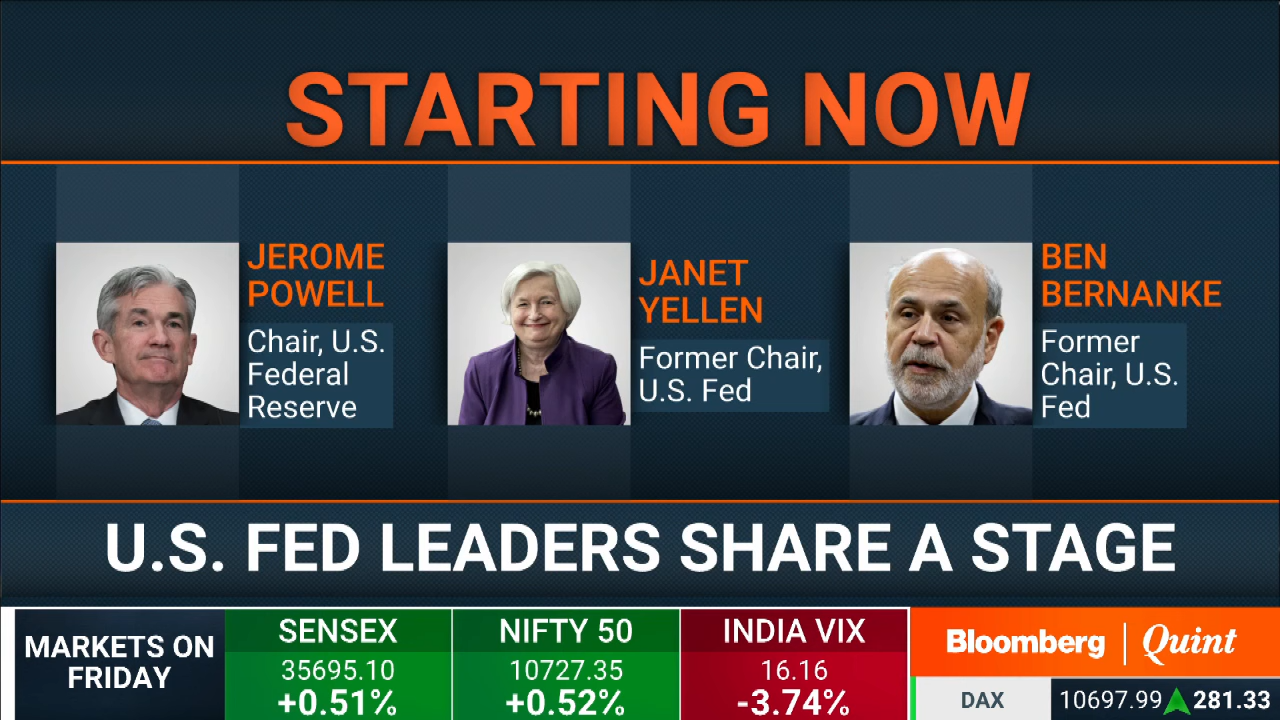 STARTING NOW
JEROME
POWELL
Chair, U.S.
Federal
Reserve
JANET
YELLEN
Former Chair,
U.S. Fed
BEN
BERNANKE
Former
Chair, U.S.
Fed
U.S. FED LEADERS SHARE A STAGE
MARKETS ON
FRIDAY
SENSEX
35695.10
+0.51%
NIFTY 50
10727.35
+0.52%
INDIA VIX
16.16
-3.74%
Bloomberg | Quint
DAX 10697.99 ▲ 281.33